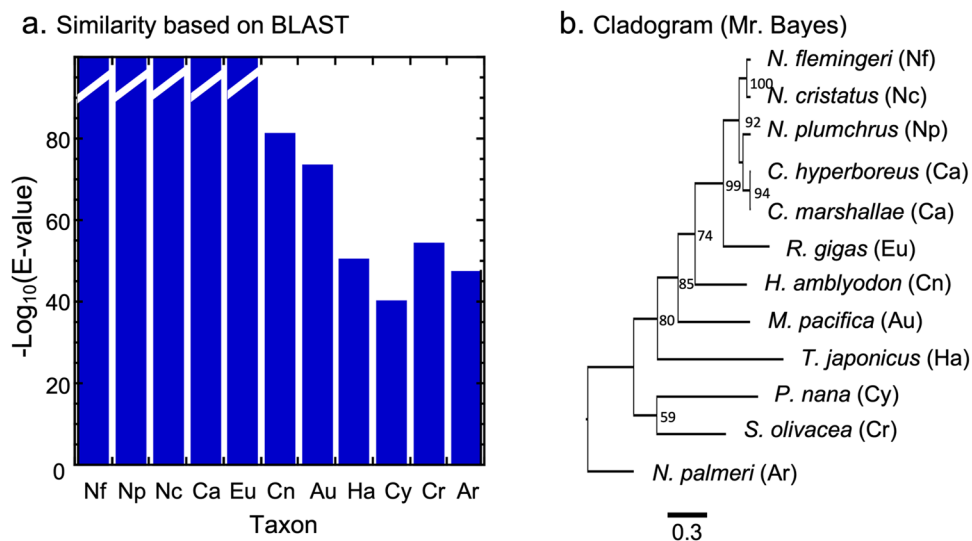 a. Similarity based on BLAST
-Log10(E-value)
80
60
40
20
0
Nf Np Nc Ca Eu Cn Au Ha Cy Cr Ar
Taxon
b. Cladogram (Mr. Bayes)
N. flemingeri (Nf)
100
N. cristatus (Nc)
92
N. plumchrus (Np)
C. hyperboreus (Ca)
99
94
C. marshallae (Ca)
74
R. gigas (Eu)
85
H. amblyodon (Cn)
80
M. pacifica (Au)
T. japonicus (Ha)
P. nana (Cy)
59
S. olivacea (Cr)
N. palmeri (Ar)
0.3